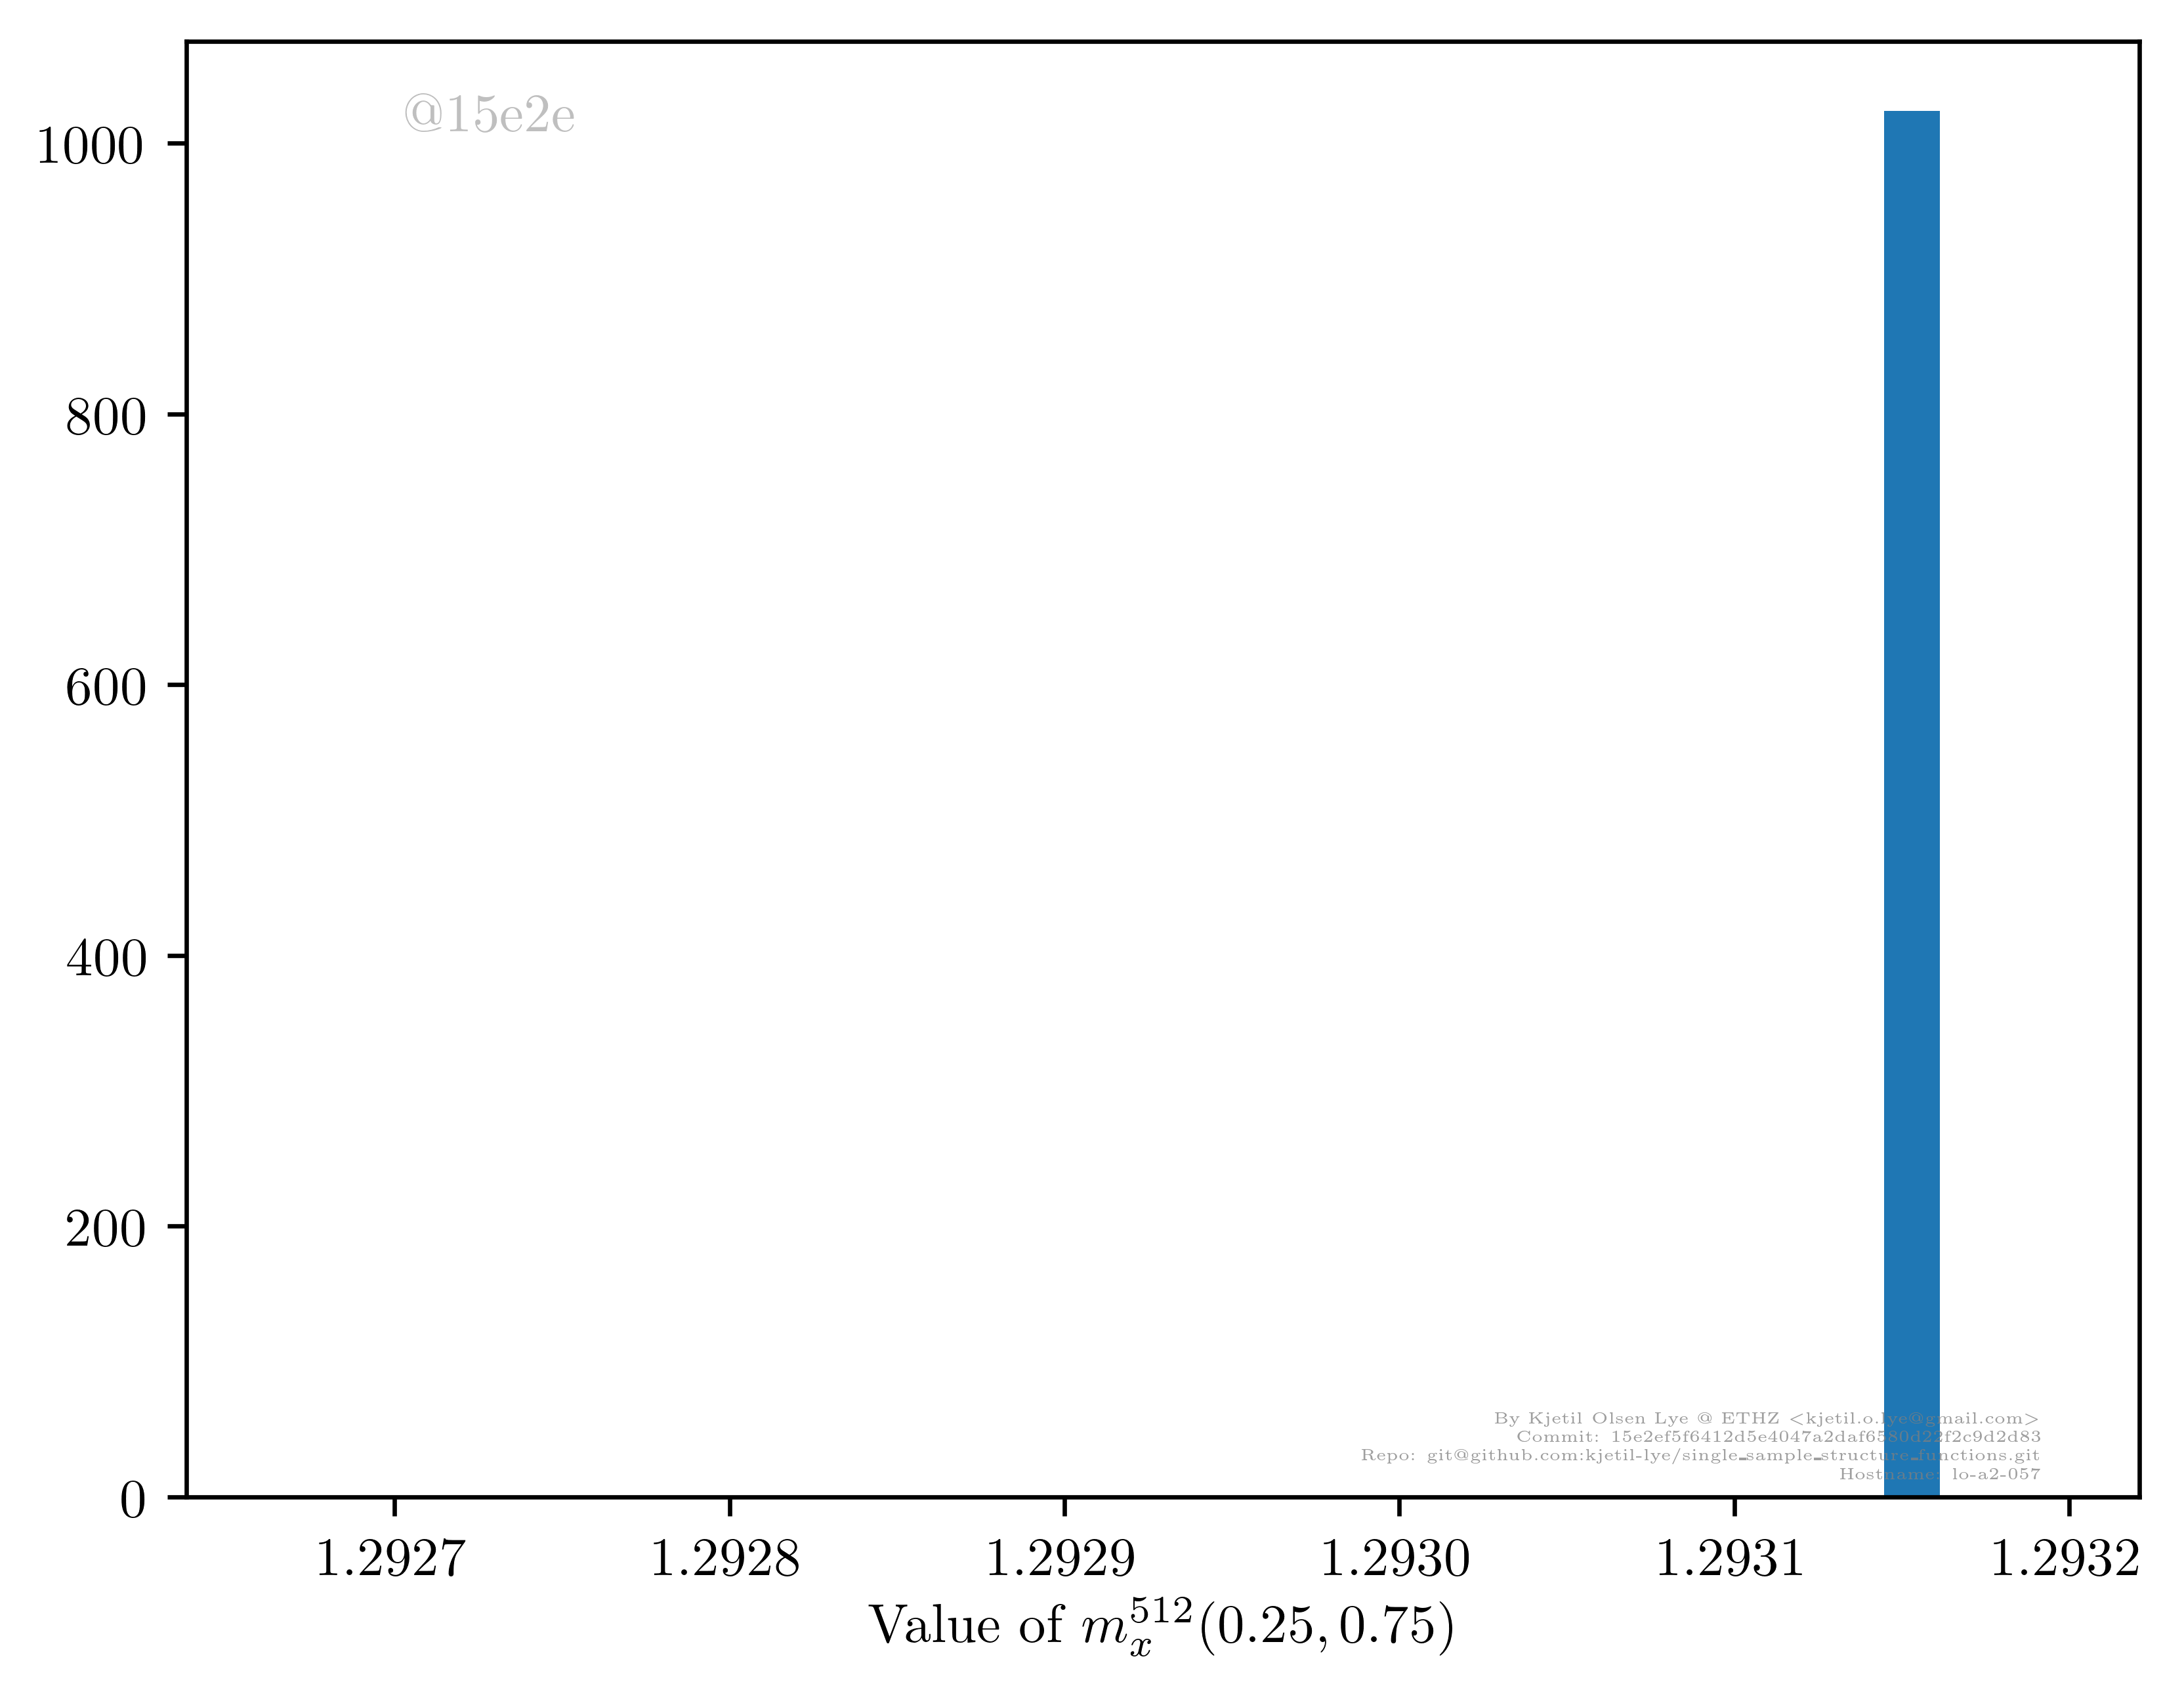 @15e2e
1000
800
600
400
200
0
By Kjetil Olsen Lye @ ETHZ <kjetil.o.lye@gmail.com>
Commit: 15e2ef5f6412d5e4047a2daf6580d22f2c9d2d83
Repo: git@github.com:kjetil-lye/single_sample_structure_functions.git
Hostname: lo-a2-057
1.2927 1.2928 1.2929 1.2930 1.2931 1.2932
Value of $m_x^{512}(0.25, 0.75)$